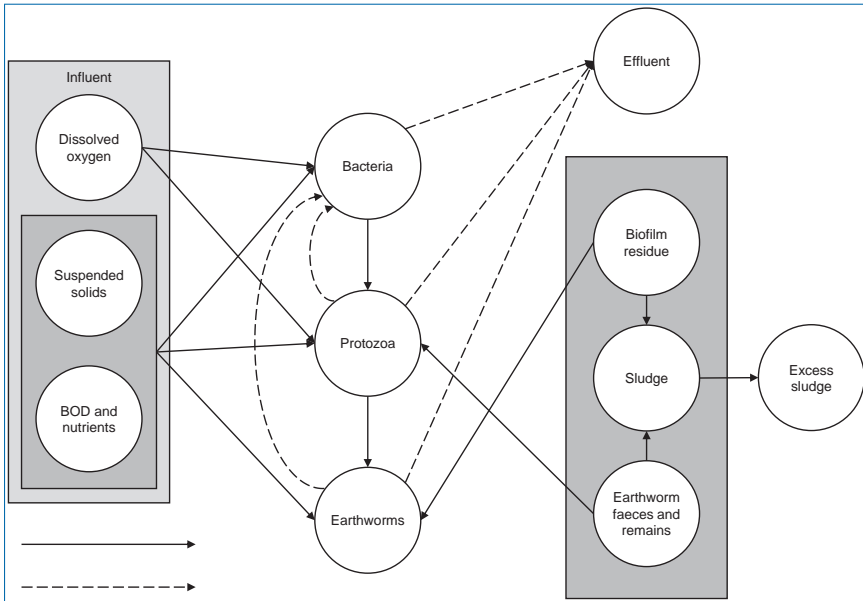 Influent
Dissolved
oxygen
Suspended
solids
BOD and
nutrients
Bacteria
Protozoa
Earthworms
Effluent
Biofilm
residue
Sludge
Earthworm
faeces and
remains
Excess
sludge